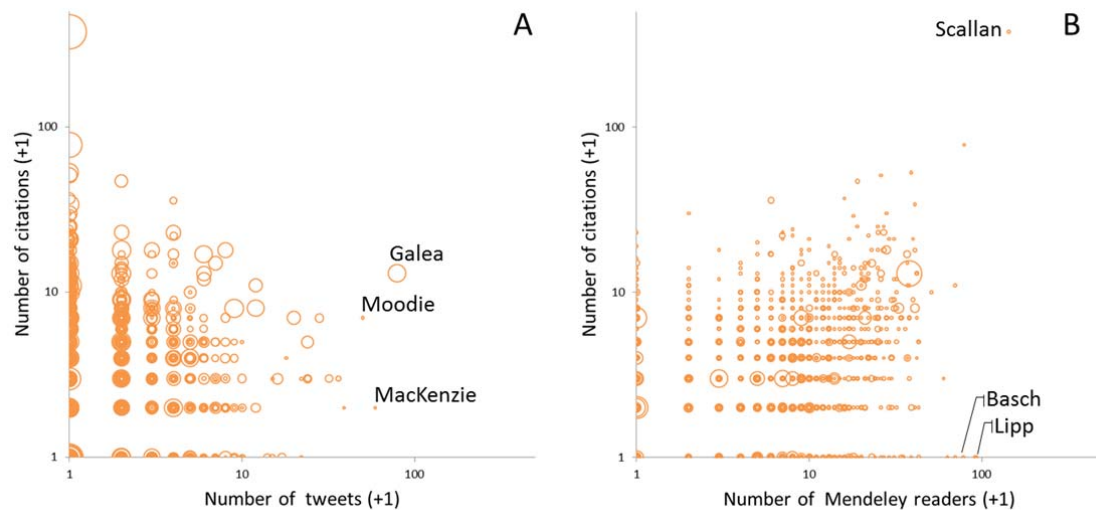 A
Number of citations (+1)
100
10
1
Galea
Moodie
MacKenzie
1
10
100
Number of tweets (+1)
B
Number of citations (+1)
Scallan
100
10
1
Basch
Lipp
1
10
100
Number of Mendeley readers (+1)